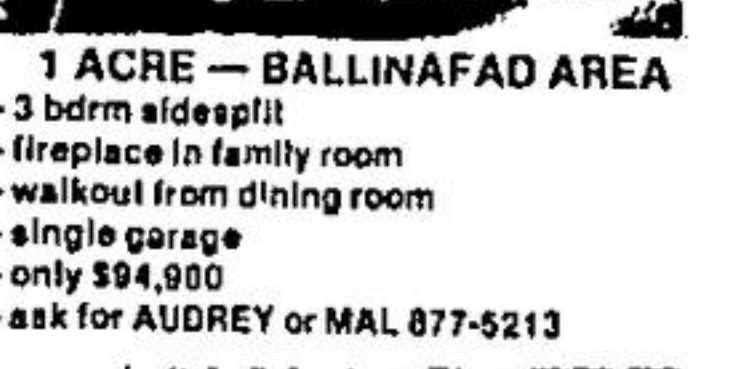 1 ACRE — BALLINAFAD AREA
- 3 bdrm sidesplit
- fireplace in family room
- walkout from dining room
- single garage
- only $94,900
- ask for AUDREY or MAL 877-5213